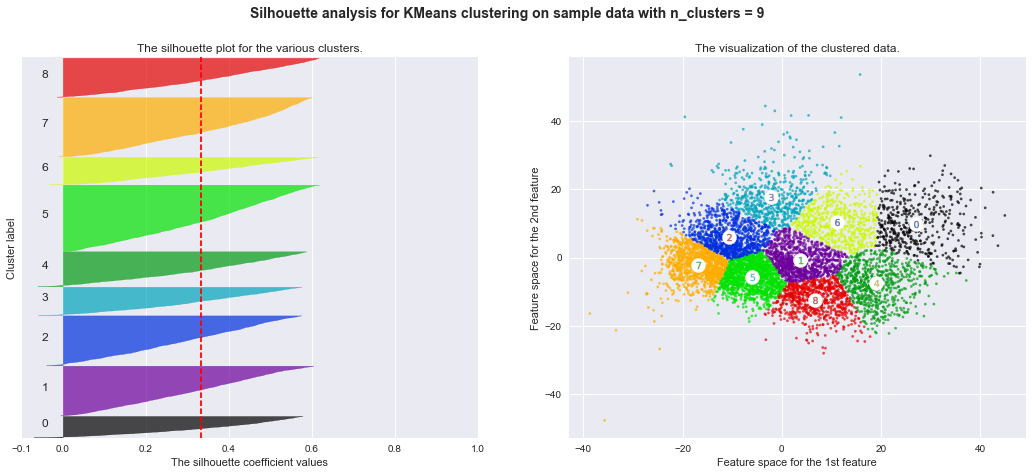 Silhouette analysis for KMeans clustering on sample data with n_clusters = 9
The silhouette plot for the various clusters.
8
7
6
5
4
3
2
1
0
Cluster label
−0.1 0.0 0.2 0.4 0.6 0.8 1.0
The silhouette coefficient values
The visualization of the clustered data.
40
20
0
−20
−40
Feature space for the 2nd feature
3
6
0
2
1
7
5
4
8
−40 −20 0 20 40
Feature space for the 1st feature